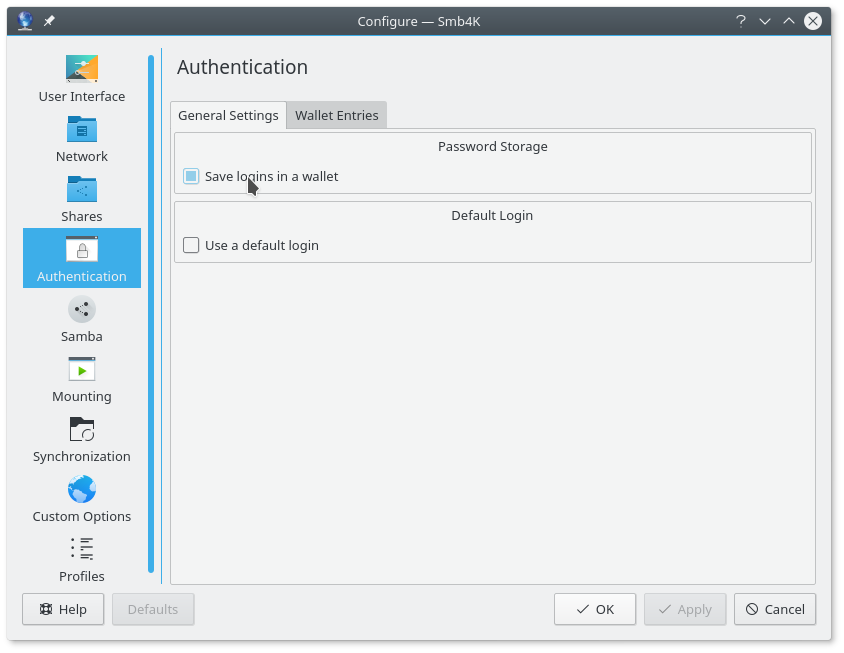 Configure — Smb4K
User Interface
Network
Shares
Authentication
Samba
Mounting
Synchronization
Custom Options
Profiles
Authentication
General Settings
Wallet Entries
Password Storage
Save logins in a wallet
Default Login
Use a default login
Help
Defaults
OK
Apply
Cancel